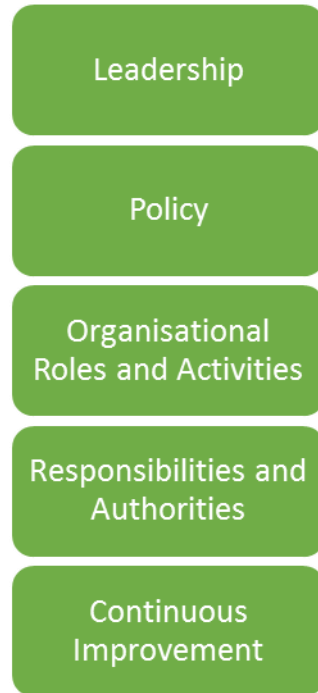 Leadership
Policy
Organisational
Roles and Activities
Responsibilities and
Authorities
Continuous
Improvement